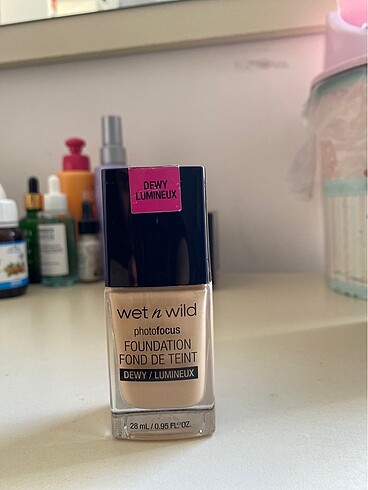 DEWY
LUMINEUX
wet n wild
photofocus
FOUNDATION
FOND DE TEINT
DEWY / LUMINEUX
28 mL / 0.95 FL. OZ.